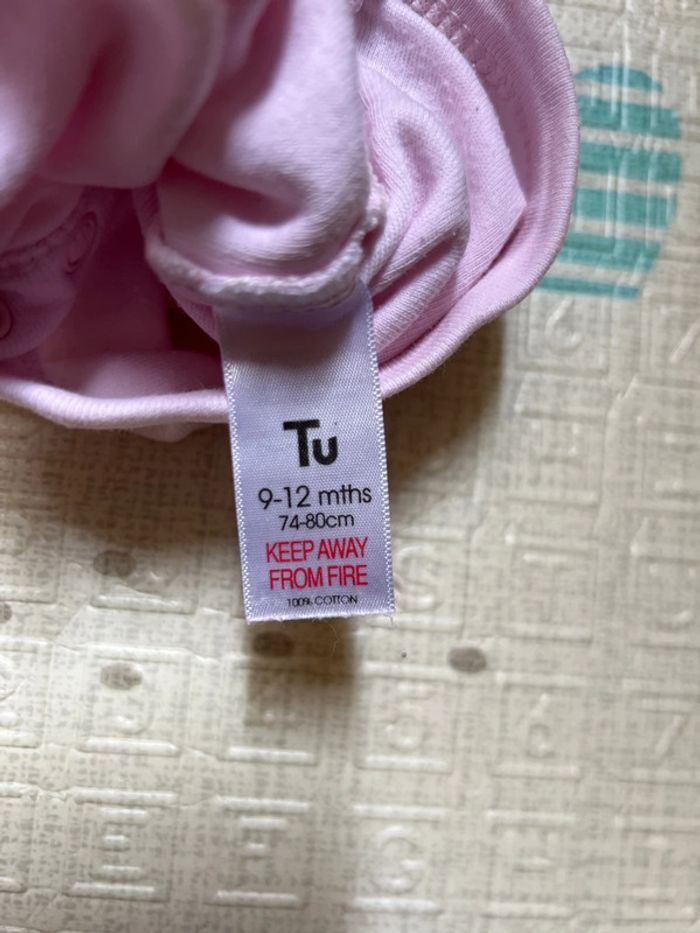 Tu
9-12 mths
74-80cm
KEEP AWAY
FROM FIRE
100% COTTON